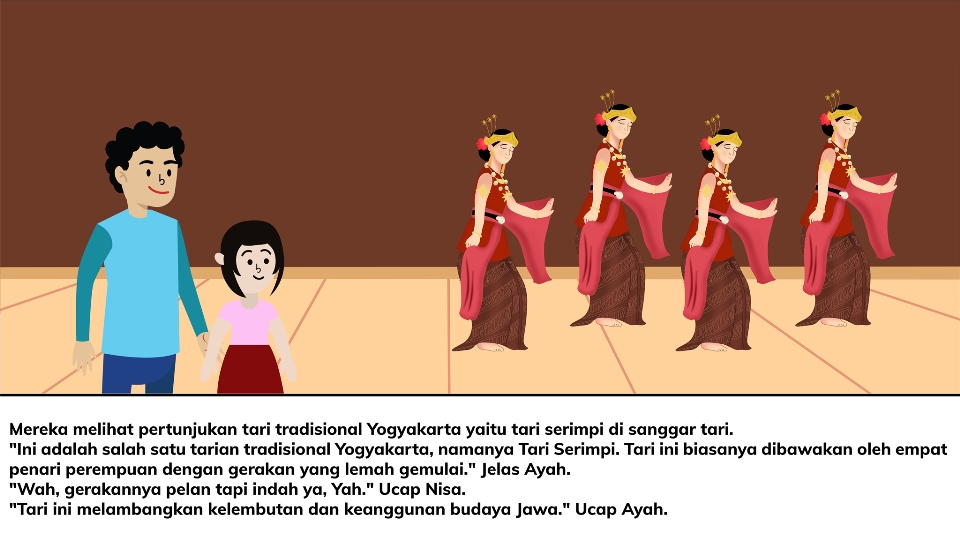 Mereka melihat pertunjukan tari tradisional Yogyakarta yaitu tari serimpi di sanggar tari.
"Ini adalah salah satu tarian tradisional Yogyakarta, namanya Tari Serimpi. Tari ini biasanya dibawakan oleh empat
penari perempuan dengan gerakan yang lemah gemulai." Jelas Ayah.
"Wah, gerakannya pelan tapi indah ya, Yah." Ucap Nisa.
"Tari ini melambangkan kelembutan dan keanggunan budaya Jawa." Ucap Ayah.